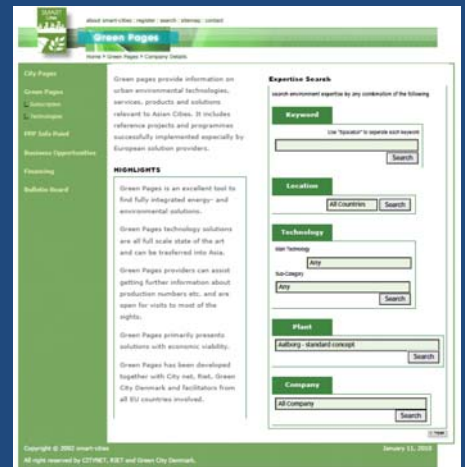 SMART
Link
about smart-cities | register | search | sitemap | contact
Green Pages
Home > Green Pages > Company Details
City Pages
Green Pages
Subscription
Technologies
PPP Info Point
Business Opportunities
Financing
Bulletin Board
Green pages provide information on
urban environmental technologies,
services, products and solutions
relevant to Asian Cities. It includes
reference projects and programmes
successfully implemented especially by
European solution providers.
HIGHLIGHTS
Green Pages is an excellent tool to
find fully integrated energy- and
environmental solutions.
Green Pages technology solutions
are all full scale state of the art
and can be trasferred into Asia.
Green Pages providers can assist
getting further information about
production numbers etc. and are
open for visits to most of the
sights.
Green Pages primarily presents
solutions with economic viability.
Green Pages has been developed
together with City net, Riet, Green
City Denmark and facilitators from
all EU countries involved.
Expertise Search
search environment expertise by any combination of the following
Keyword
Use "Spacebar" to seperate each keyword
Search
Location
All Countries Search
Technology
Main Technology
Any
Sub-Category
Any
Search
Plant
Aalborg - standard concept
Search
Company
All Company
Search
Copyright © 2002 smart-cities
January 11, 2010
All right reserved by CITYNET, RIET and Green City Denmark.